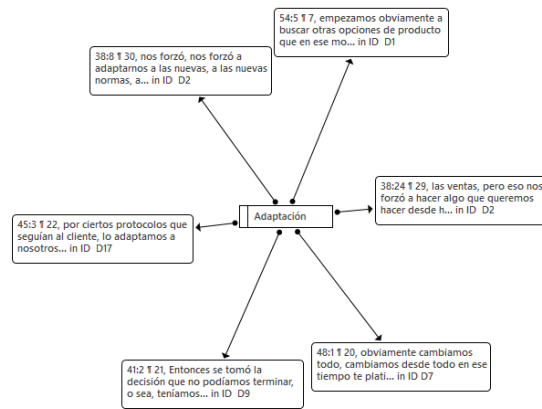 54:5 ¶ 7, empezamos obviamente a
buscar otras opciones de producto
que en ese mo... in ID D1
38:8 ¶ 30, nos forzó, nos forzó a
adaptarnos a las nuevas, a las nuevas
normas, a... in ID D2
38:24 ¶ 29, las ventas, pero eso nos
forzó a hacer algo que queremos
hacer desde h... in ID D2
Adaptación
45:3 ¶ 22, por ciertos protocolos que
seguían al cliente, lo adaptamos a
nosotros... in ID D17
48:1 ¶ 20, obviamente cambiamos
todo, cambiamos desde todo en ese
tiempo te plati... in ID D7
41:2 ¶ 21, Entonces se tomó la
decisión que no podíamos terminar,
o sea, teníamos... in ID D9